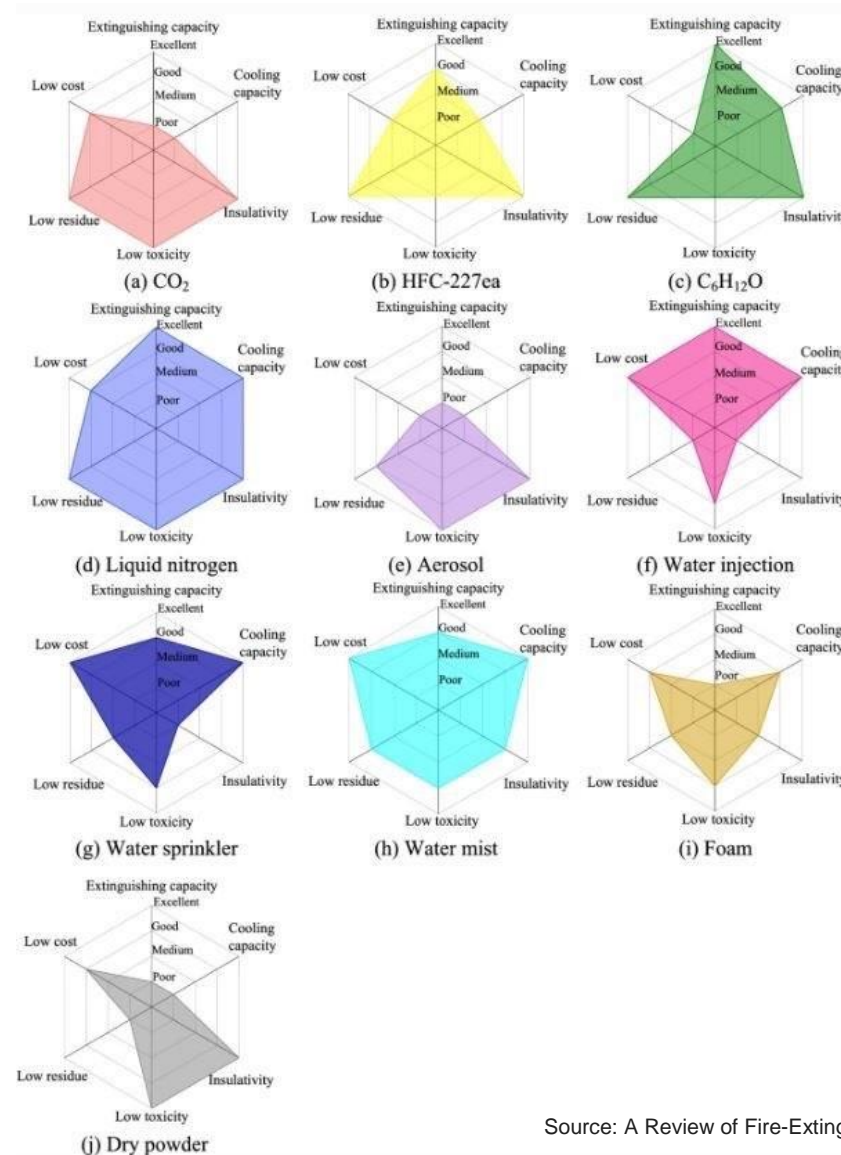 Extinguishing capacity
Excellent
Good
Medium
Poor
Low cost
Cooling
capacity
Low residue
Insulativity
Low toxicity
(a) CO₂
Extinguishing capacity
Excellent
Good
Medium
Poor
Low cost
Cooling
capacity
Low residue
Insulativity
Low toxicity
(b) HFC-227ea
Extinguishing capacity
Excellent
Good
Medium
Poor
Low cost
Cooling
capacity
Low residue
Insulativity
Low toxicity
(c) C₆H₁₂O
Extinguishing capacity
Excellent
Good
Medium
Poor
Low cost
Cooling
capacity
Low residue
Insulativity
Low toxicity
(d) Liquid nitrogen
Extinguishing capacity
Excellent
Good
Medium
Poor
Low cost
Cooling
capacity
Low residue
Insulativity
Low toxicity
(e) Aerosol
Extinguishing capacity
Excellent
Good
Medium
Poor
Low cost
Cooling
capacity
Low residue
Insulativity
Low toxicity
(f) Water injection
Extinguishing capacity
Excellent
Good
Medium
Poor
Low cost
Cooling
capacity
Low residue
Insulativity
Low toxicity
(g) Water sprinkler
Extinguishing capacity
Excellent
Good
Medium
Poor
Low cost
Cooling
capacity
Low residue
Insulativity
Low toxicity
(h) Water mist
Extinguishing capacity
Excellent
Good
Medium
Poor
Low cost
Cooling
capacity
Low residue
Insulativity
Low toxicity
(i) Foam
Extinguishing capacity
Excellent
Good
Medium
Poor
Low cost
Cooling
capacity
Low residue
Insulativity
Low toxicity
(j) Dry powder
Source: A Review of Fire-Exting